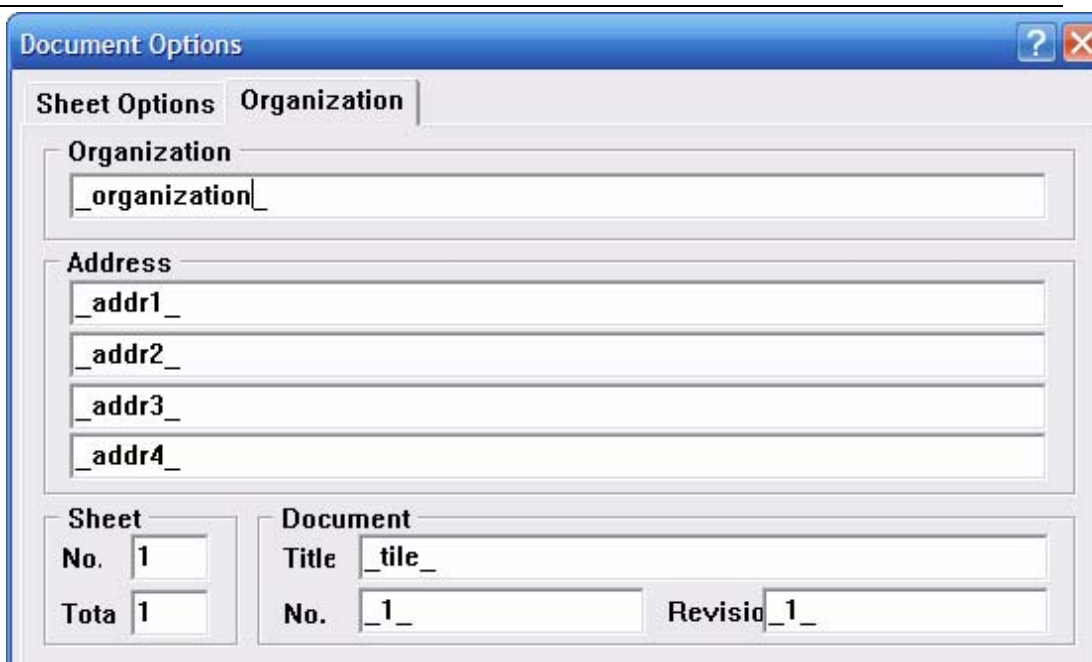 Document Options
Sheet Options Organization
Organization
_organization_
Address
_addr1_
_addr2_
_addr3_
_addr4_
Sheet Document
No. 1 Title _tile_
Tota 1 No. _1_ Revisio _1_